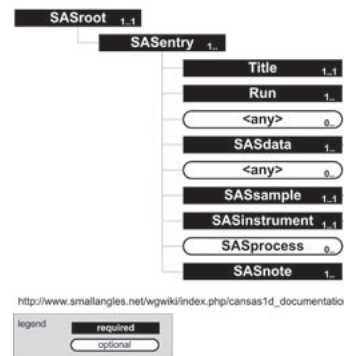 SASroot 1..1
SASentry 1..
Title 1..1
Run 1..
<any> 0..
SASdata 1..
<any> 0..
SASsample 1..1
SASinstrument 1..1
SASprocess 0..
SASnote 1..
http://www.smallangles.net/wgwiki/index.php/cansas1d_documentatio
legend
required
optional